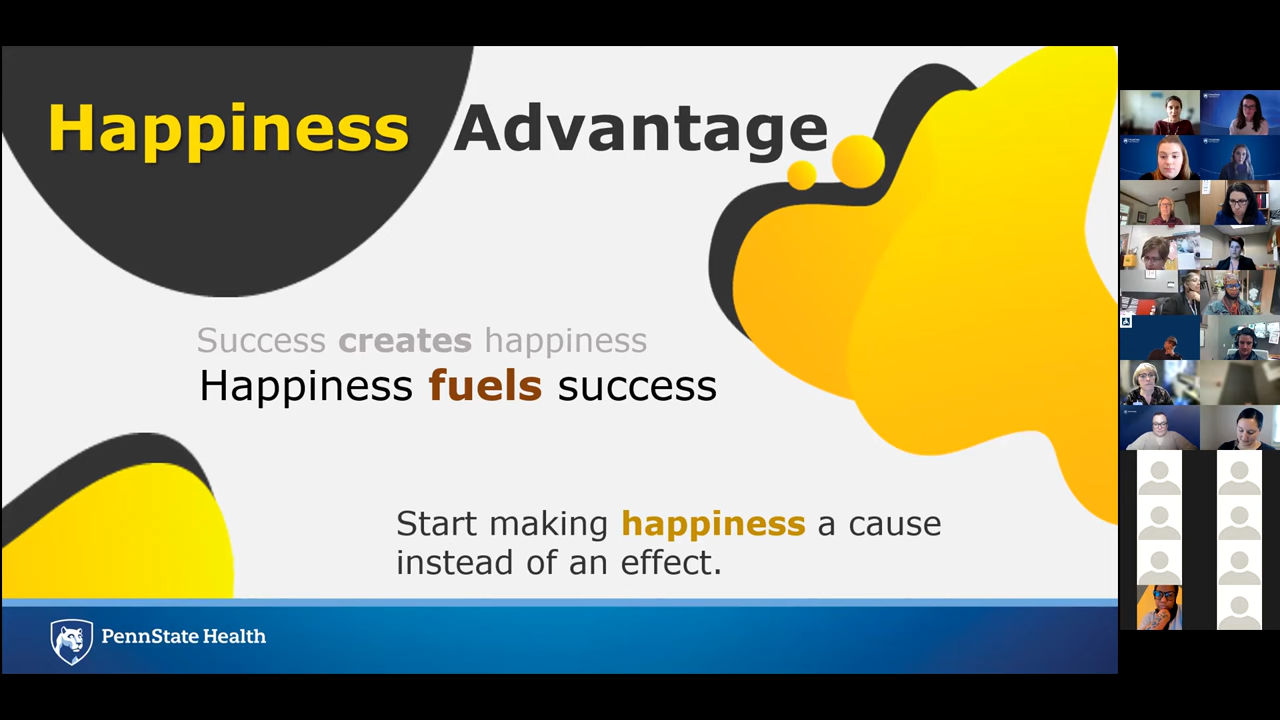 Happiness Advantage
Success creates happiness
Happiness fuels success
Start making happiness a cause
instead of an effect.
PennState Health